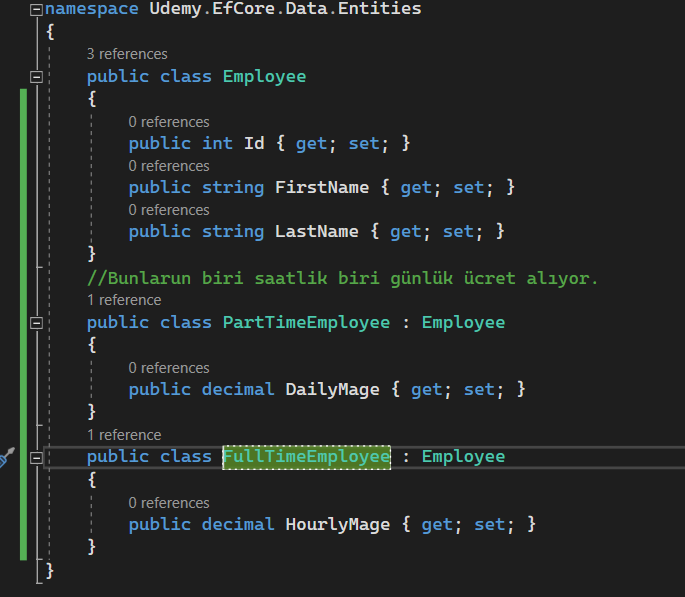 namespace Udemy.EfCore.Data.Entities
{
3 references
public class Employee
{
0 references
public int Id { get; set; }
0 references
public string FirstName { get; set; }
0 references
public string LastName { get; set; }
}
//Bunlarun biri saatlik biri günlük ücret alıyor.
1 reference
public class PartTimeEmployee : Employee
{
0 references
public decimal DailyMage { get; set; }
}
1 reference
public class FullTimeEmployee : Employee
{
0 references
public decimal HourlyMage { get; set; }
}
}